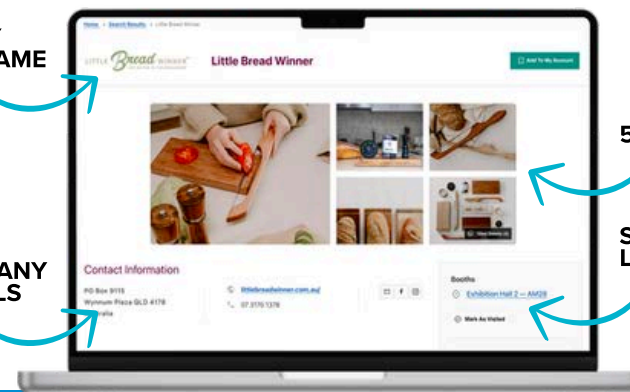 Home > Search Results > Little Bread Winner
AME
LITTLE Bread WINNER
Little Bread Winner
Add To My Account
5
ANY
LS
S
L
Contact Information
PO Box 9115
Wynnum Plaza QLD 4178
ralia
littlebreadwinner.com.au/
07 3170 1378
Booths
Exhibition Hall 2 — AM28
Mark As Visited